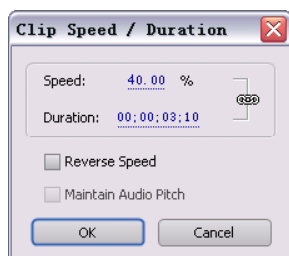 Clip Speed / Duration
Speed: 40.00 %
Duration: 00;00;03;10
Reverse Speed
Maintain Audio Pitch
OK Cancel